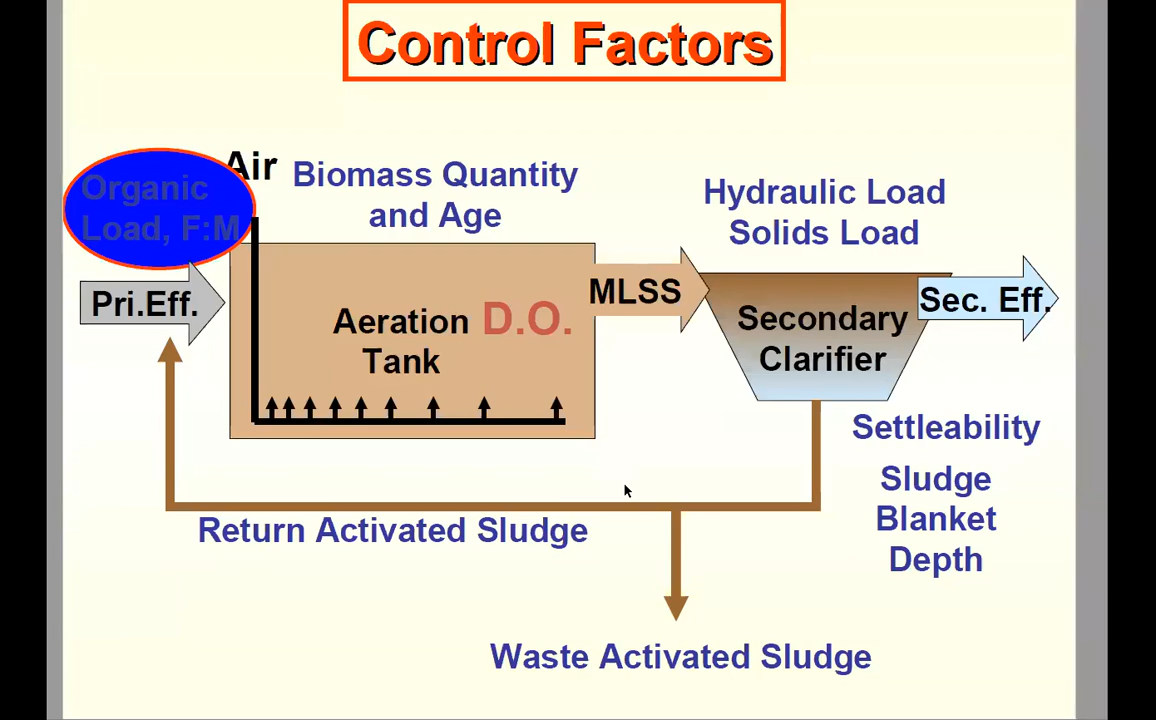 Control Factors
Air
Organic
Load, F:M
Biomass Quantity
and Age
Hydraulic Load
Solids Load
Pri.Eff.
Aeration D.O.
Tank
MLSS
Secondary
Clarifier
Sec. Eff.
Settleability
Sludge
Blanket
Depth
Return Activated Sludge
Waste Activated Sludge